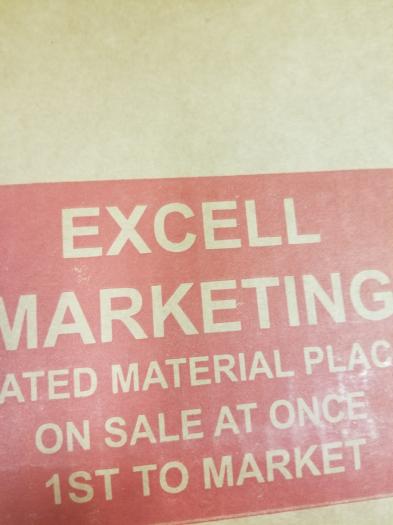 EXCELL
MARKETING
ATED MATERIAL PLAC
ON SALE AT ONCE
1ST TO MARKET